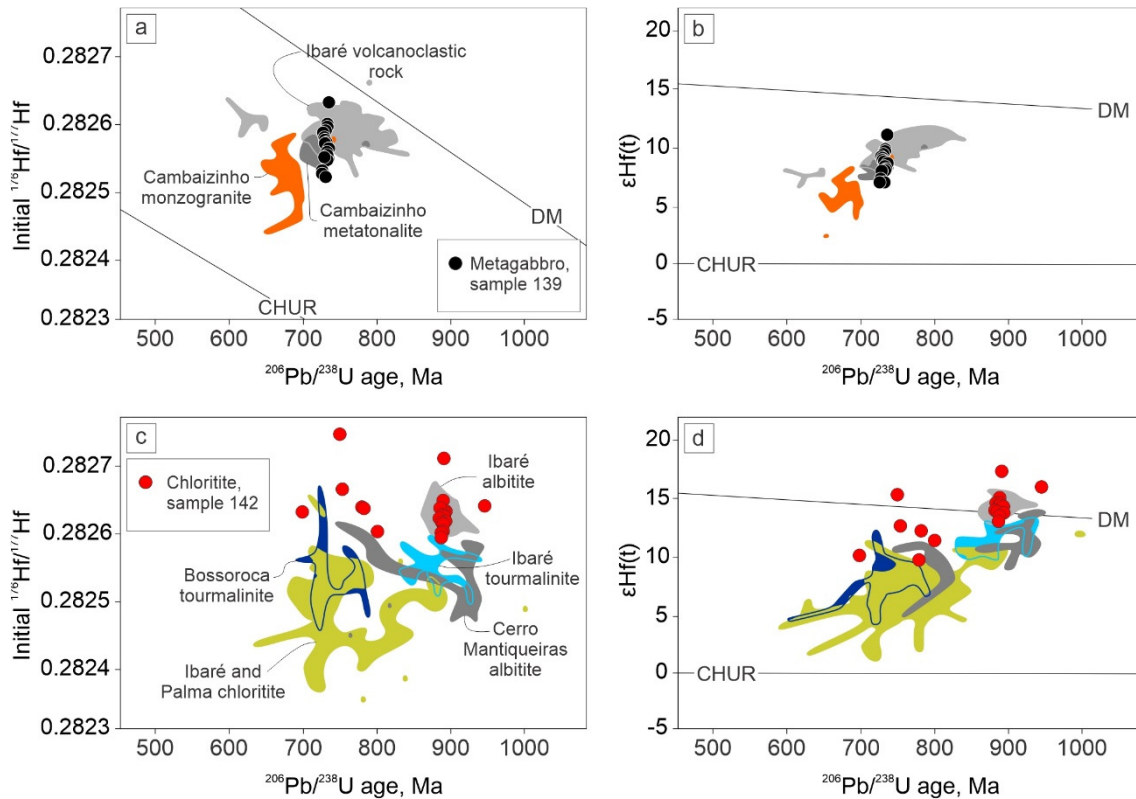 a
Initial ¹⁷⁶Hf/¹⁷⁷Hf
0.2827
0.2826
0.2825
0.2824
0.2823
Ibaré volcanoclastic
rock
Cambaizinho
monzogranite
Cambaizinho
metatonalite
DM
CHUR
Metagabbro,
sample 139
500 600 700 800 900 1000
²⁰⁶Pb/²³⁸U age, Ma
b
εHf(t)
20
15
10
5
0
-5
DM
CHUR
500 600 700 800 900 1000
²⁰⁶Pb/²³⁸U age, Ma
c
Initial ¹⁷⁶Hf/¹⁷⁷Hf
0.2827
0.2826
0.2825
0.2824
0.2823
Chloritite,
sample 142
Ibaré
albitite
Bossoroca
tourmalinite
Ibaré
tourmalinite
Ibaré and
Palma chloritite
Cerro
Mantiqueiras
albitite
500 600 700 800 900 1000
²⁰⁶Pb/²³⁸U age, Ma
d
εHf(t)
20
15
10
5
0
-5
DM
CHUR
500 600 700 800 900 1000
²⁰⁶Pb/²³⁸U age, Ma